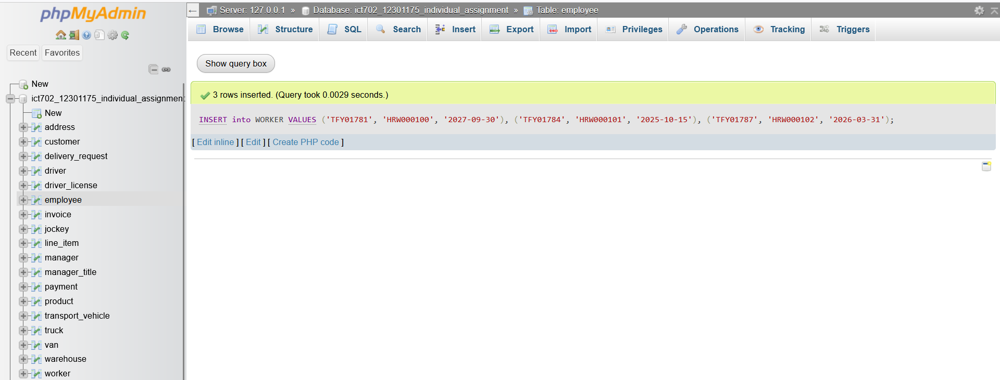 phpMyAdmin
Recent Favorites
New
ict702_12301175_individual_assignment
New
address
customer
delivery_request
driver
driver_license
employee
invoice
jockey
line_item
manager
manager_title
payment
product
transport_vehicle
truck
van
warehouse
worker
← Server: 127.0.0.1 » Database: ict702_12301175_individual_assignment » Table: employee
Browse Structure SQL Search Insert Export Import Privileges Operations Tracking Triggers
Show query box
3 rows inserted. (Query took 0.0029 seconds.)
INSERT into WORKER VALUES ('TFY01781', 'HRW000100', '2027-09-30'), ('TFY01784', 'HRW000101', '2025-10-15'), ('TFY01787', 'HRW000102', '2026-03-31');
[ Edit inline ] [ Edit ] [ Create PHP code ]